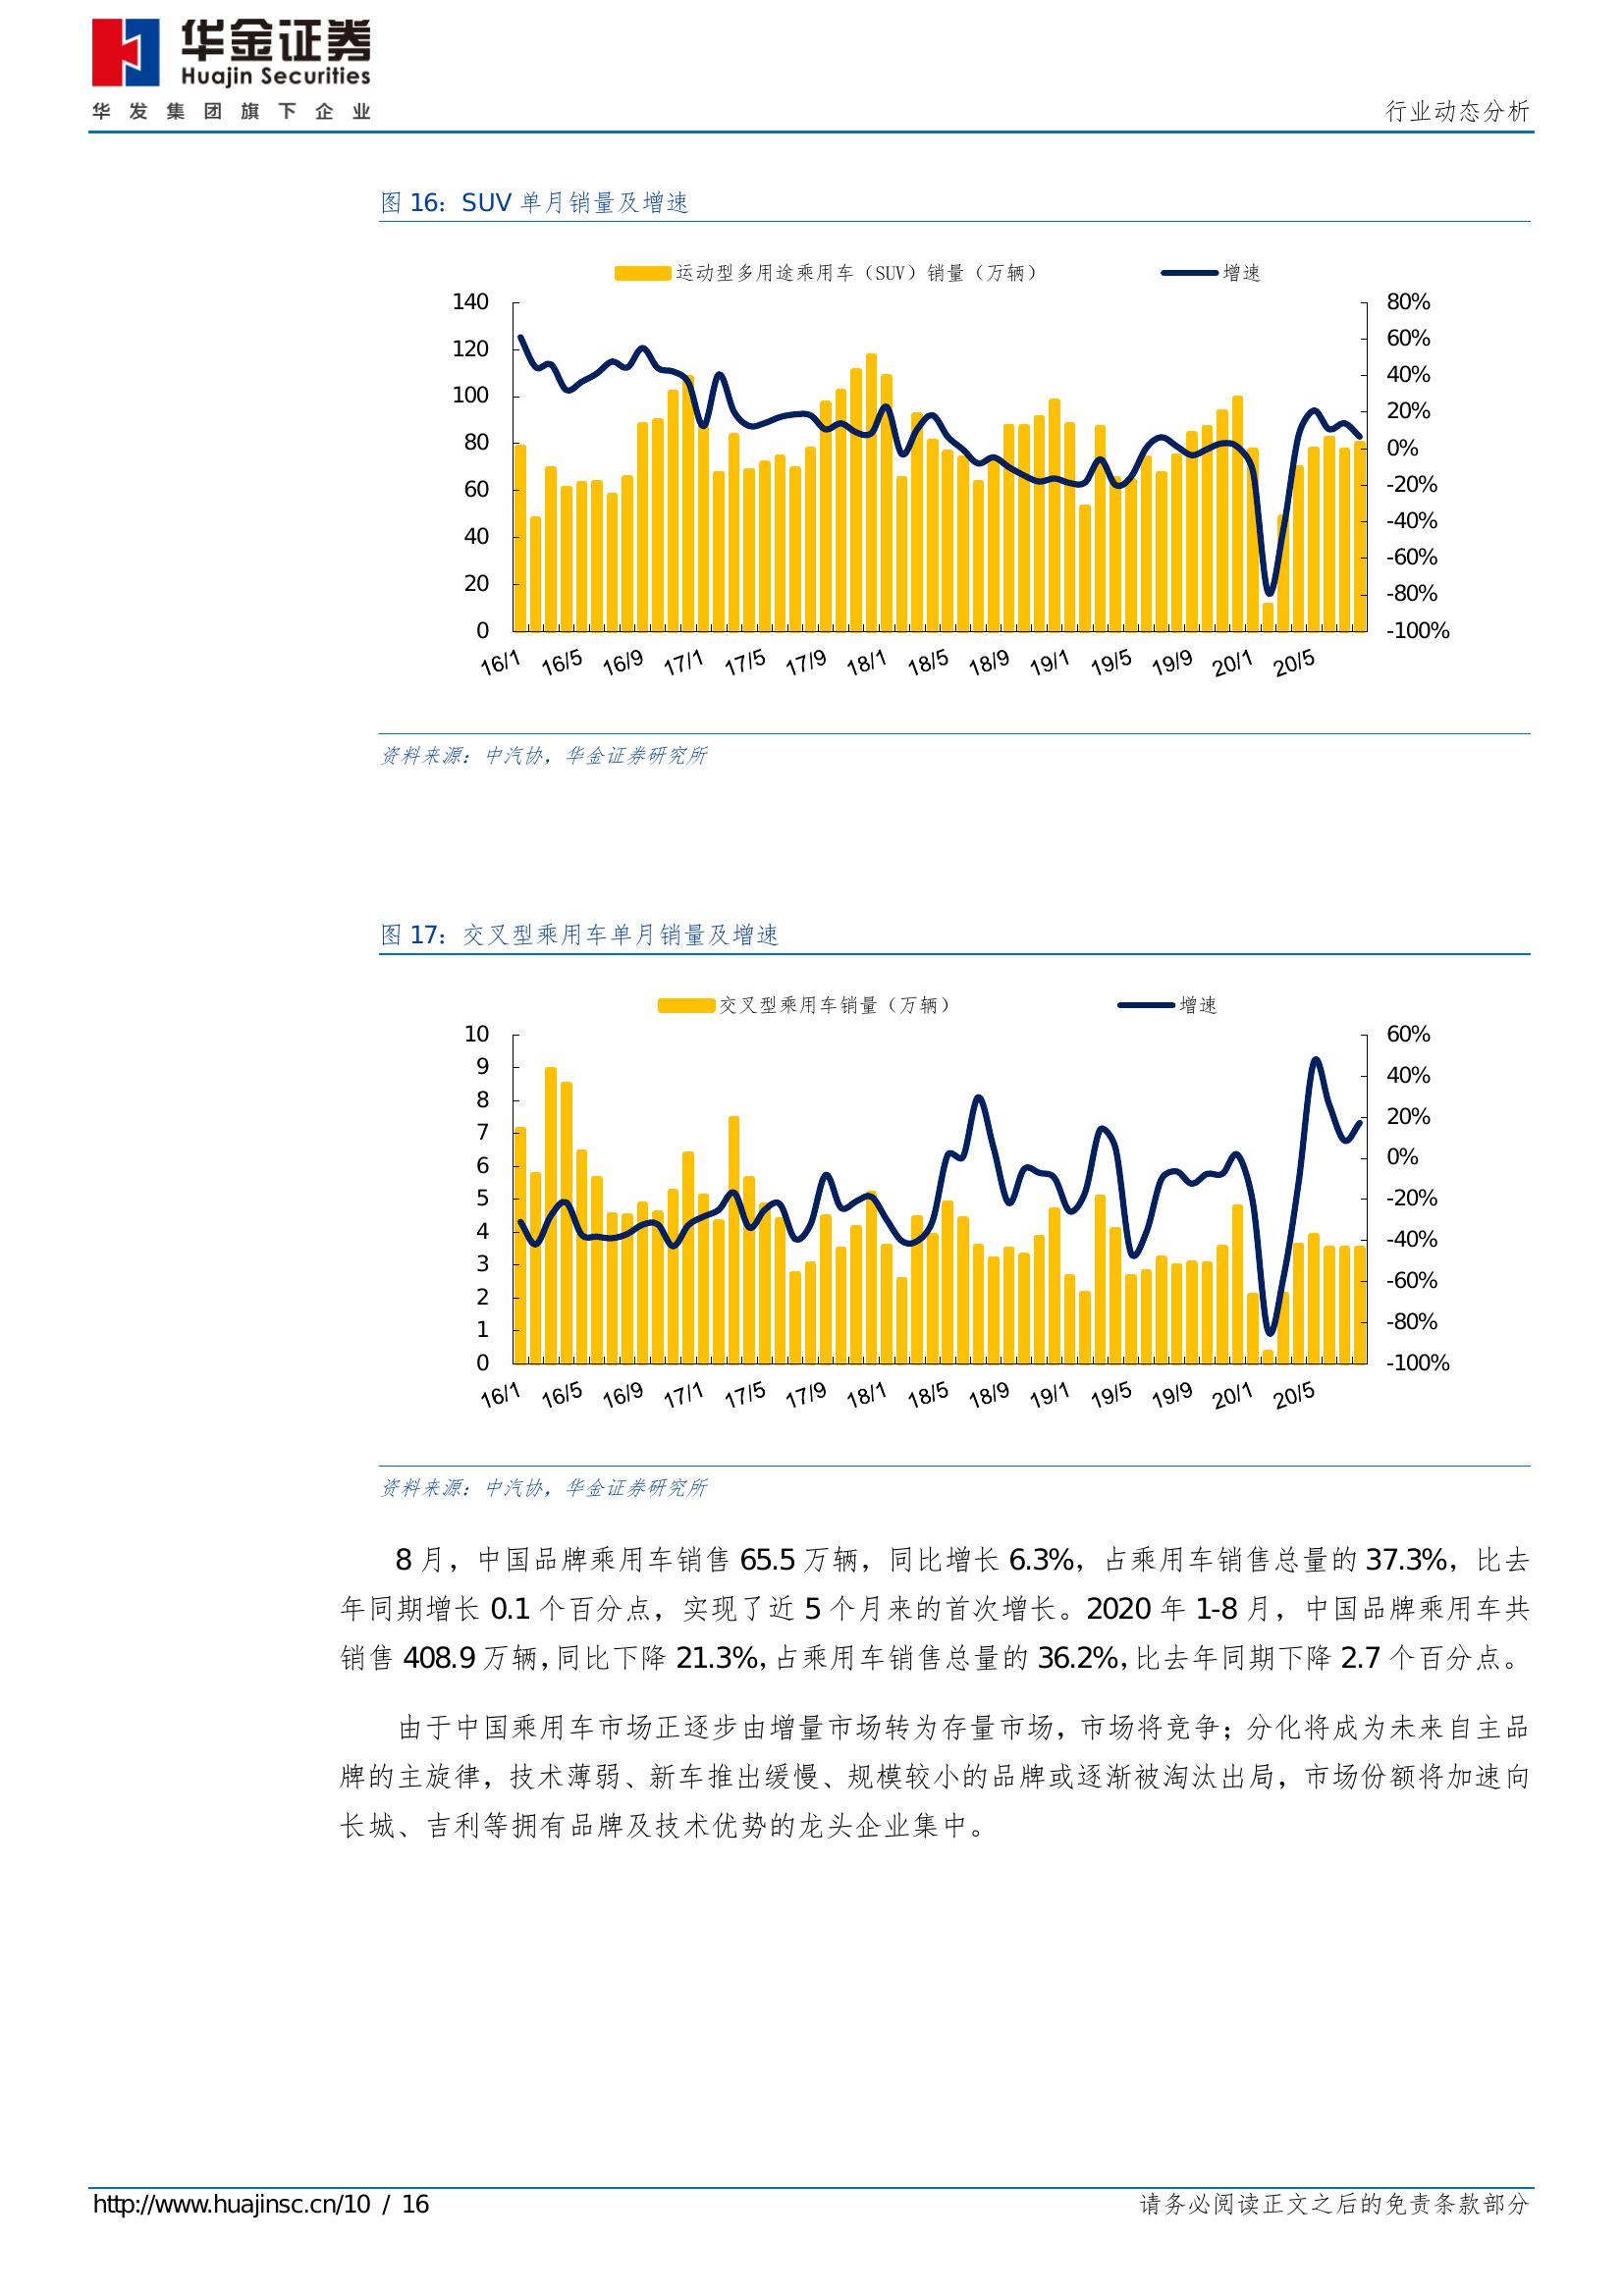 华金证券
Huajin Securities
华发集团旗下企业
行业动态分析
图 16：SUV 单月销量及增速
运动型多用途乘用车（SUV）销量（万辆） 增速
140 80%
120 60%
100 40%
80 20%
60 0%
40 -20%
20 -40%
0 -60%
-80%
-100%
16/1 16/5 16/9 17/1 17/5 17/9 18/1 18/5 18/9 19/1 19/5 19/9 20/1 20/5
资料来源：中汽协，华金证券研究所
图 17：交叉型乘用车单月销量及增速
交叉型乘用车销量（万辆） 增速
10 60%
9 40%
8 20%
7 0%
6 -20%
5 -40%
4 -60%
3 -80%
2 -100%
1
0
16/1 16/5 16/9 17/1 17/5 17/9 18/1 18/5 18/9 19/1 19/5 19/9 20/1 20/5
资料来源：中汽协，华金证券研究所
8 月，中国品牌乘用车销售 65.5 万辆，同比增长 6.3%，占乘用车销售总量的 37.3%，比去
年同期增长 0.1 个百分点，实现了近 5 个月来的首次增长。2020 年 1-8 月，中国品牌乘用车共
销售 408.9 万辆，同比下降 21.3%，占乘用车销售总量的 36.2%，比去年同期下降 2.7 个百分点。
由于中国乘用车市场正逐步由增量市场转为存量市场，市场将竞争；分化将成为未来自主品
牌的主旋律，技术薄弱、新车推出缓慢、规模较小的品牌或逐渐被淘汰出局，市场份额将加速向
长城、吉利等拥有品牌及技术优势的龙头企业集中。
http://www.huajinsc.cn/10 / 16
请务必阅读正文之后的免责条款部分